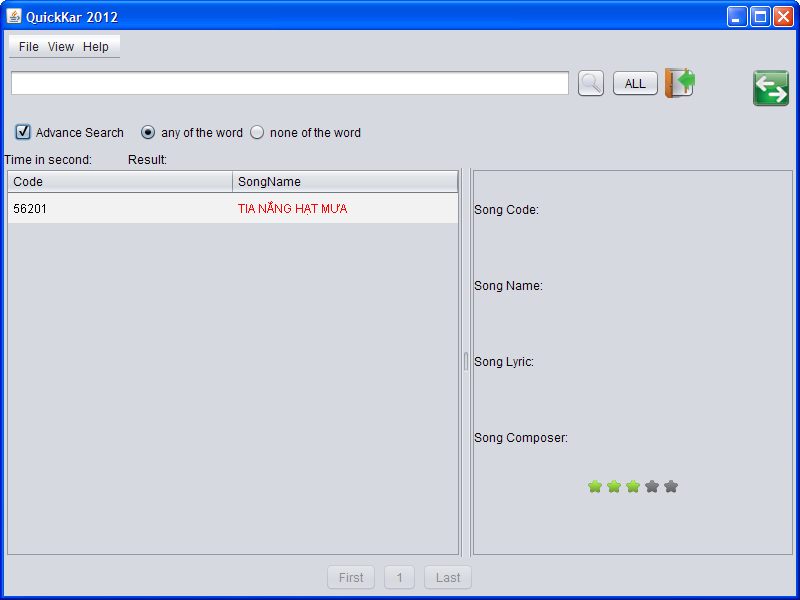 QuickKar 2012
File View Help
ALL
Advance Search any of the word none of the word
Time in second: Result:
Code SongName
56201 TIA NẮNG HẠT MƯA
Song Code:
Song Name:
Song Lyric:
Song Composer:
First 1 Last